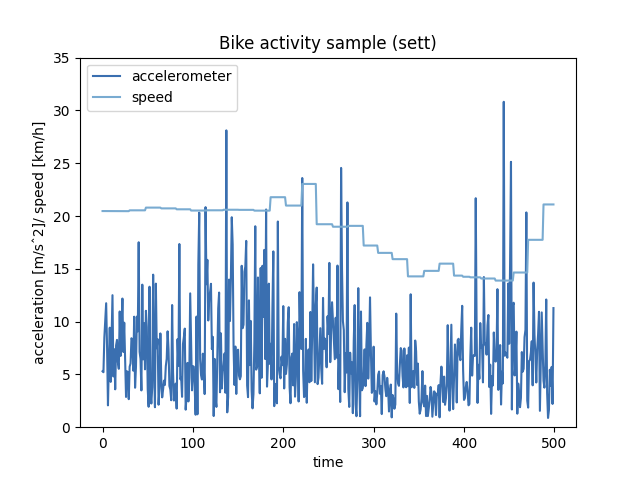 Bike activity sample (sett)
accelerometer
speed
acceleration [m/s^2]/ speed [km/h]
35
30
25
20
15
10
5
0
0 100 200 300 400 500
time